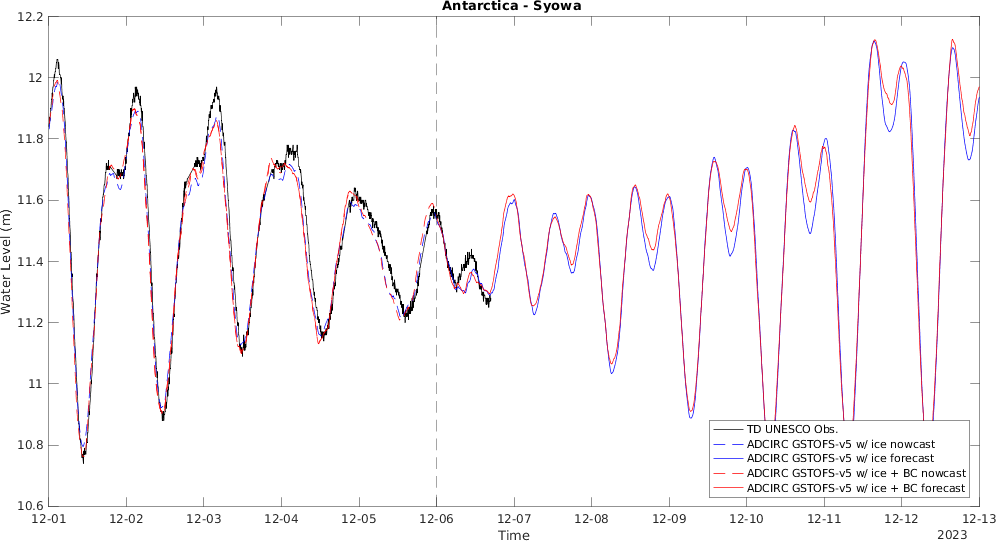 Antarctica - Syowa
12.2
12
11.8
11.6
11.4
11.2
11
10.8
10.6
Water Level (m)
TD UNESCO Obs.
ADCIRC GSTOFS-v5 w/ ice nowcast
ADCIRC GSTOFS-v5 w/ ice forecast
ADCIRC GSTOFS-v5 w/ ice + BC nowcast
ADCIRC GSTOFS-v5 w/ ice + BC forecast
12-01 12-02 12-03 12-04 12-05 12-06 12-07 12-08 12-09 12-10 12-11 12-12 12-13
Time
2023